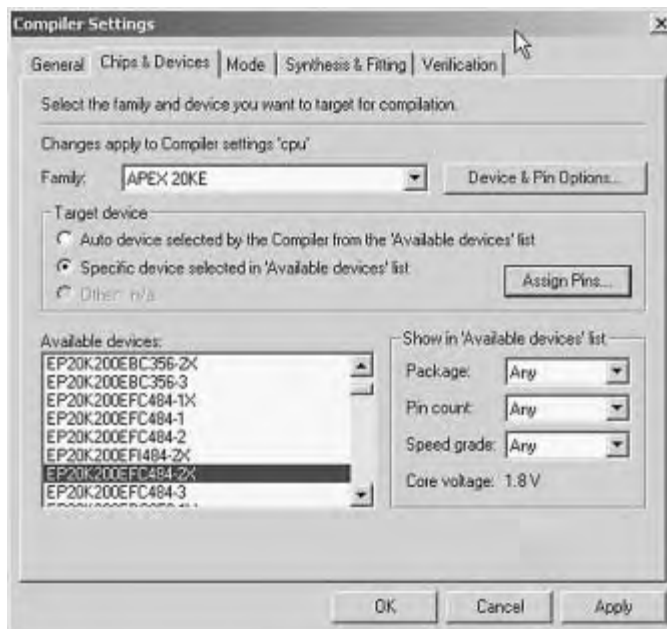 Compiler Settings
General Chips & Devices Mode Synthesis & Fitting Verification
Select the family and device you want to target for compilation.
Changes apply to Compiler settings 'cpu'
Family: APEX 20KE Device & Pin Options...
Target device
Auto device selected by the Compiler from the 'Available devices' list
Specific device selected in 'Available devices' list
Other: n/a
Assign Pins...
Available devices:
EP20K200EBC356-2X
EP20K200EBC356-3
EP20K200EFC484-1X
EP20K200EFC484-1
EP20K200EFC484-2
EP20K200EFI484-2X
EP20K200EFC484-2X
EP20K200EFC484-3
Show in 'Available devices' list
Package: Any
Pin count: Any
Speed grade: Any
Core voltage: 1.8 V
OK Cancel Apply